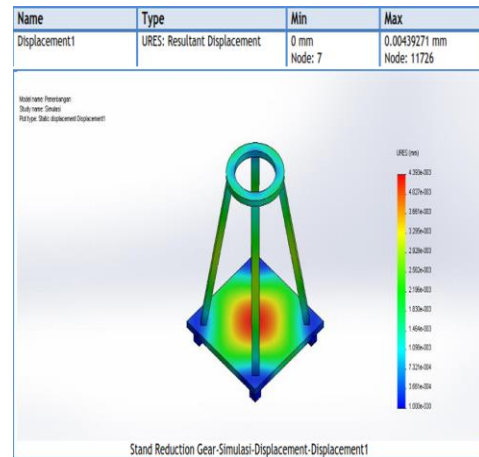 Name Type Min Max
Displacement1 URES: Resultant Displacement 0 mm 0.00439271 mm
Node: 7 Node: 11726
Model name: Penerbangan
Study name: Simulasi
Plot type: Static displacement Displacement1
URES (mm)
4.393e-003
4.027e-003
3.661e-003
3.295e-003
2.929e-003
2.562e-003
2.196e-003
1.830e-003
1.464e-003
1.098e-003
7.321e-004
3.661e-004
1.000e-030
Stand Reduction Gear-Simulasi-Displacement-Displacement1